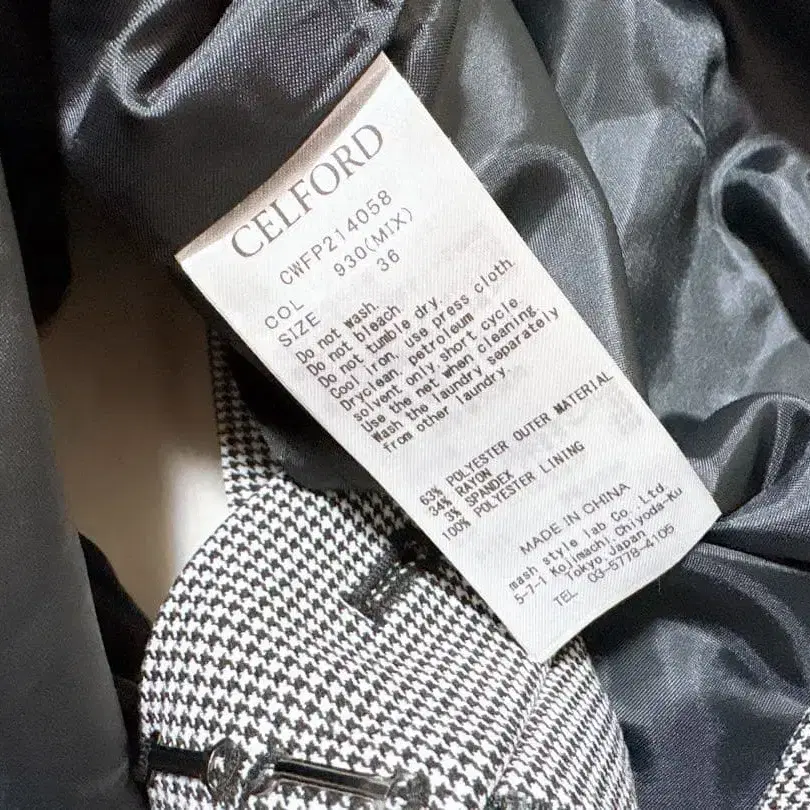 CELFORD
CWFP214058
COL 930(MIX)
SIZE 36
Do not wash.
Do not bleach.
Do not tumble dry.
Cool iron, use press cloth.
Dryclean, petroleum
solvent only short cycle.
Use the net when cleaning
Wash the laundry separately
from other laundry.
63% POLYESTER OUTER MATERIAL
34% RAYON
3% SPANDEX
100% POLYESTER LINING
MADE IN CHINA
mash style lab Co.,Ltd.
5-7-1 Kojimachi,Chiyoda-Ku
Tokyo,Japan
TEL 03-5778-4105